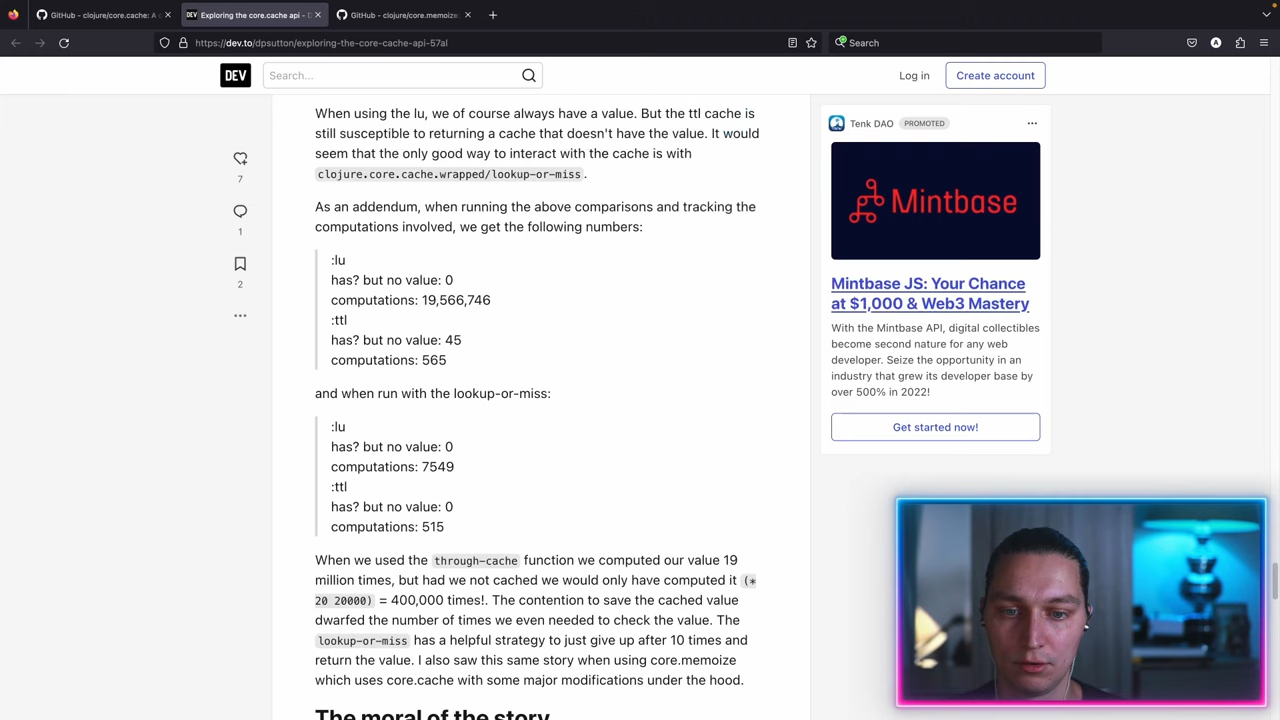 GitHub - clojure/core.cache: A c
Exploring the core.cache api - D
GitHub - clojure/core.memoize:
https://dev.to/dpsutton/exploring-the-core-cache-api-57al
Search
DEV
Search...
Log in
Create account
When using the lu, we of course always have a value. But the ttl cache is
still susceptible to returning a cache that doesn't have the value. It would
seem that the only good way to interact with the cache is with
clojure.core.cache.wrapped/lookup-or-miss.
As an addendum, when running the above comparisons and tracking the
computations involved, we get the following numbers:
:lu
has? but no value: 0
computations: 19,566,746
:ttl
has? but no value: 45
computations: 565
and when run with the lookup-or-miss:
:lu
has? but no value: 0
computations: 7549
:ttl
has? but no value: 0
computations: 515
When we used the through-cache function we computed our value 19
million times, but had we not cached we would only have computed it (*
20 20000) = 400,000 times!. The contention to save the cached value
dwarfed the number of times we even needed to check the value. The
lookup-or-miss has a helpful strategy to just give up after 10 times and
return the value. I also saw this same story when using core.memoize
which uses core.cache with some major modifications under the hood.
The moral of the story
7
1
2
Tenk DAO PROMOTED
Mintbase
Mintbase JS: Your Chance
at $1,000 & Web3 Mastery
With the Mintbase API, digital collectibles
become second nature for any web
developer. Seize the opportunity in an
industry that grew its developer base by
over 500% in 2022!
Get started now!